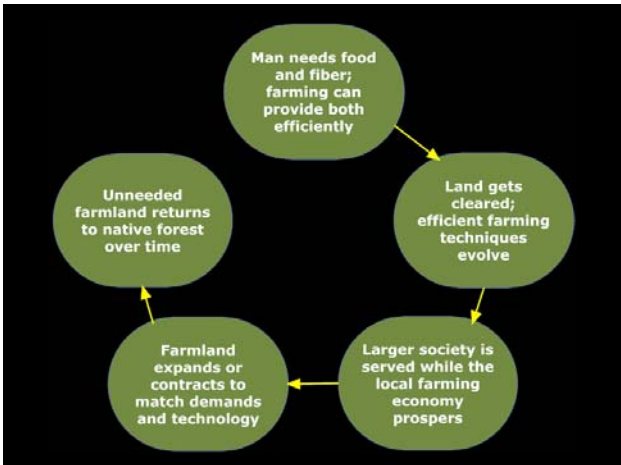 Man needs food
and fiber;
farming can
provide both
efficiently
Land gets
cleared;
efficient farming
techniques
evolve
Larger society is
served while the
local farming
economy
prospers
Farmland
expands or
contracts to
match demands
and technology
Unneeded
farmland returns
to native forest
over time